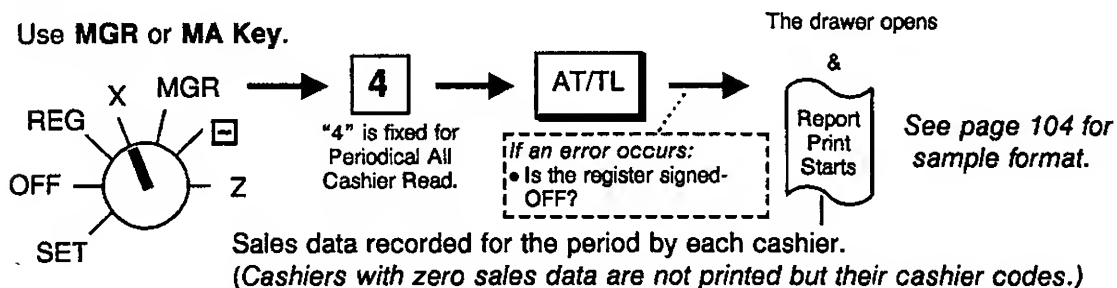 Use MGR or MA Key.
X
MGR
REG
OFF
Z
SET
4
"4" is fixed for
Periodical All
Cashier Read.
AT/TL
If an error occurs:
• Is the register signed-
OFF?
The drawer opens
&
Report
Print
Starts
See page 104 for
sample format.
Sales data recorded for the period by each cashier.
(Cashiers with zero sales data are not printed but their cashier codes.)